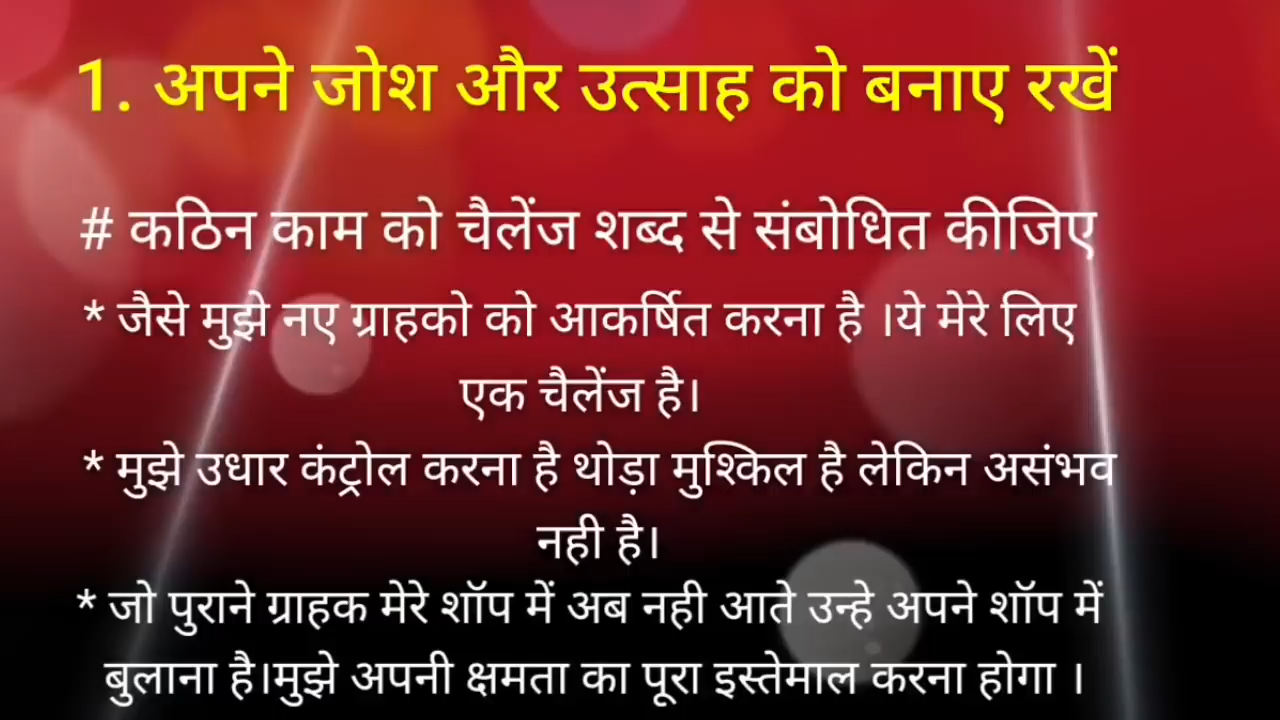 1. अपने जोश और उत्साह को बनाए रखें
# कठिन काम को चैलेंज शब्द से संबोधित कीजिए
* जैसे मुझे नए ग्राहको को आकर्षित करना है ।ये मेरे लिए
एक चैलेंज है।
* मुझे उधार कंट्रोल करना है थोड़ा मुश्किल है लेकिन असंभव
नही है।
* जो पुराने ग्राहक मेरे शॉप में अब नही आते उन्हे अपने शॉप में
बुलाना है।मुझे अपनी क्षमता का पूरा इस्तेमाल करना होगा ।